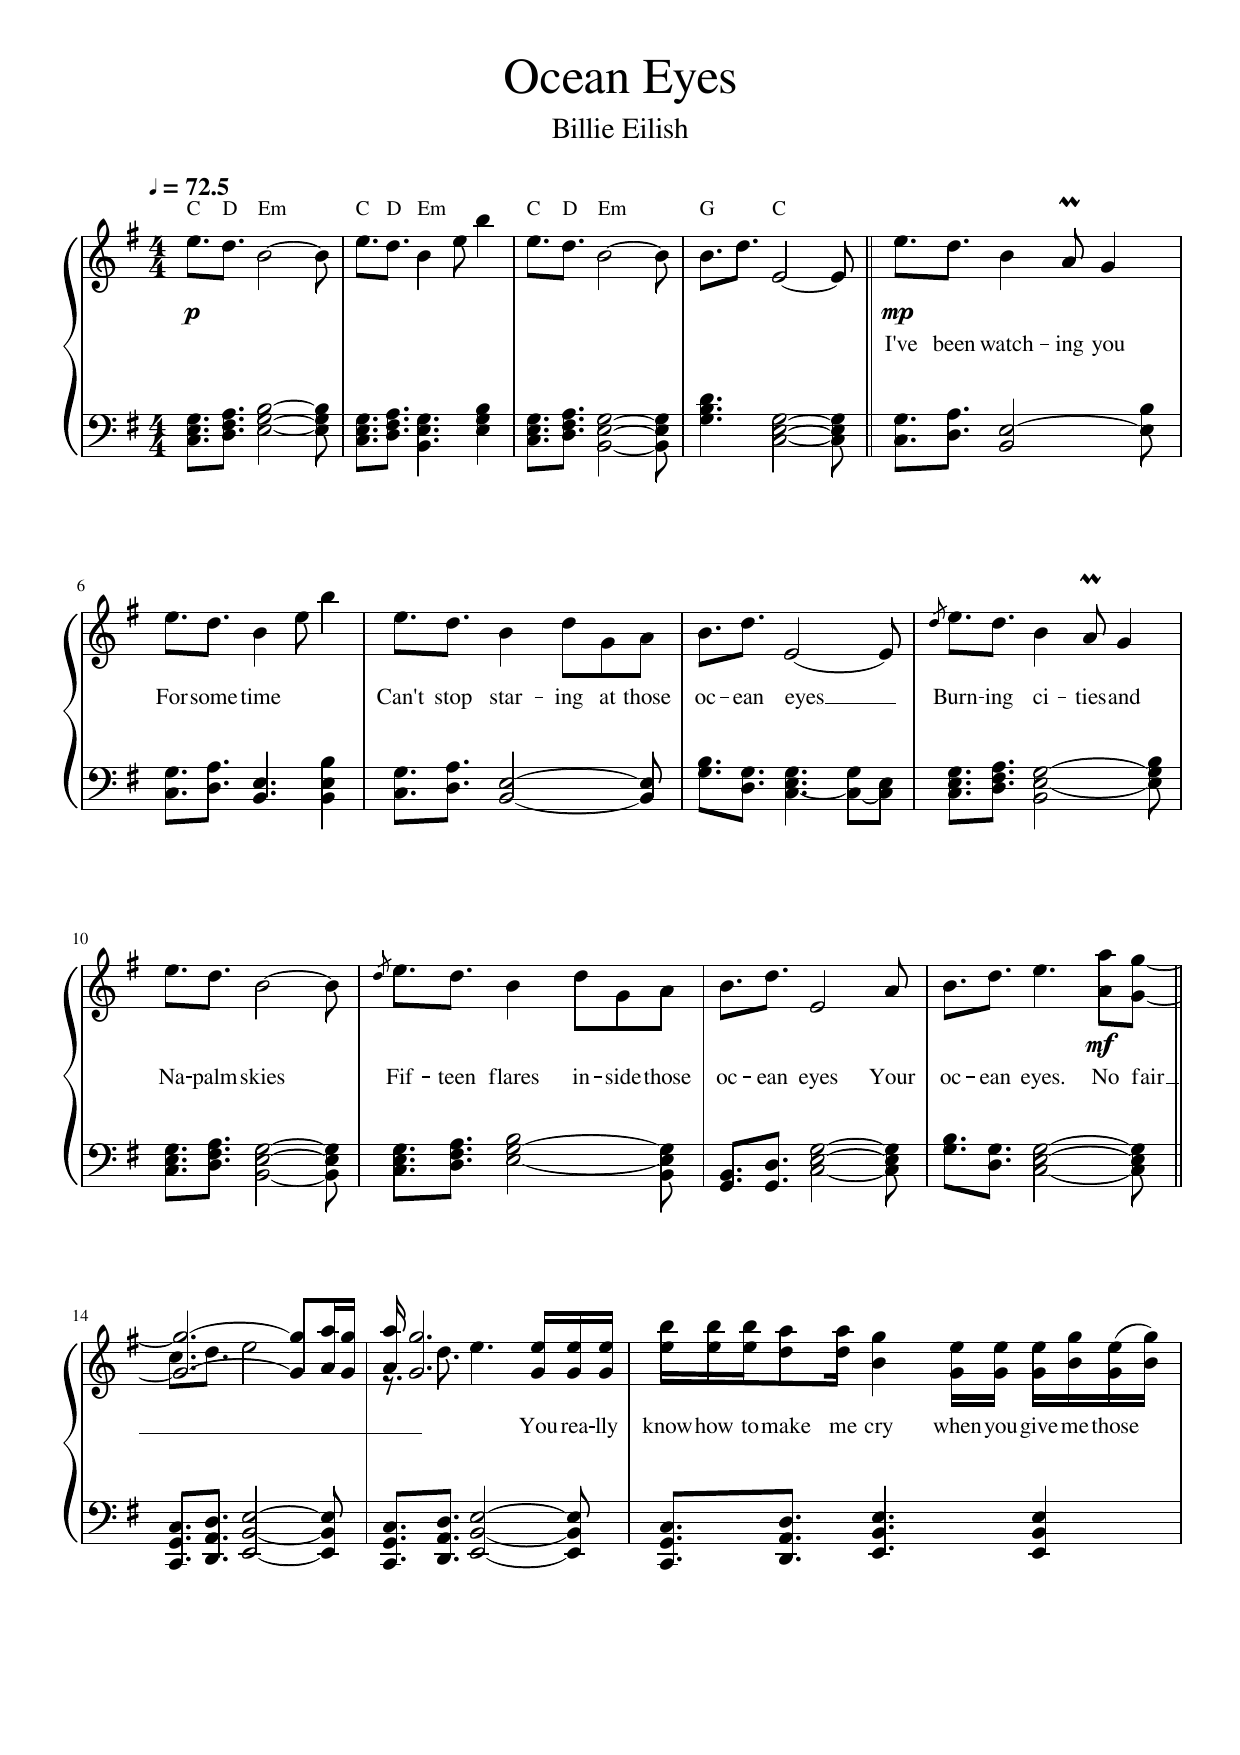 Ocean Eyes
Billie Eilish
♩ = 72.5
C D Em C D Em C D Em G C
p mp
I've been watch - ing you
6
For some time Can't stop star - ing at those oc - ean eyes Burn - ing ci - ties and
10
mf
Na - palm skies Fif - teen flares in - side those oc - ean eyes Your oc - ean eyes. No fair
14
You rea - lly know how to make me cry when you give me those